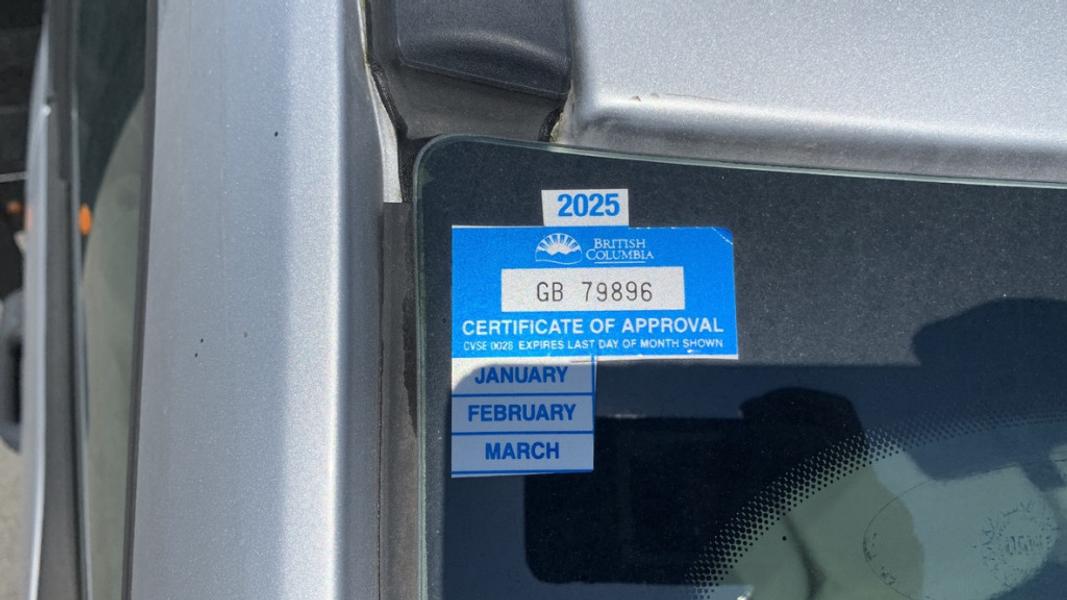 2025
BRITISH
COLUMBIA
GB 79896
CERTIFICATE OF APPROVAL
CVSE 0028 EXPIRES LAST DAY OF MONTH SHOWN
JANUARY
FEBRUARY
MARCH